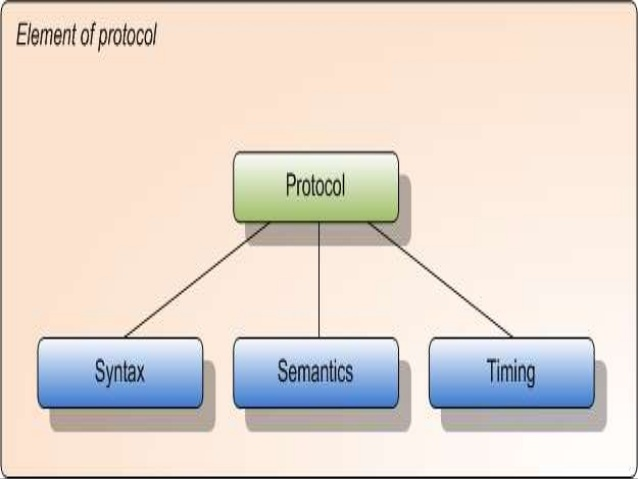 Element of protocol
Protocol
Syntax
Semantics
Timing